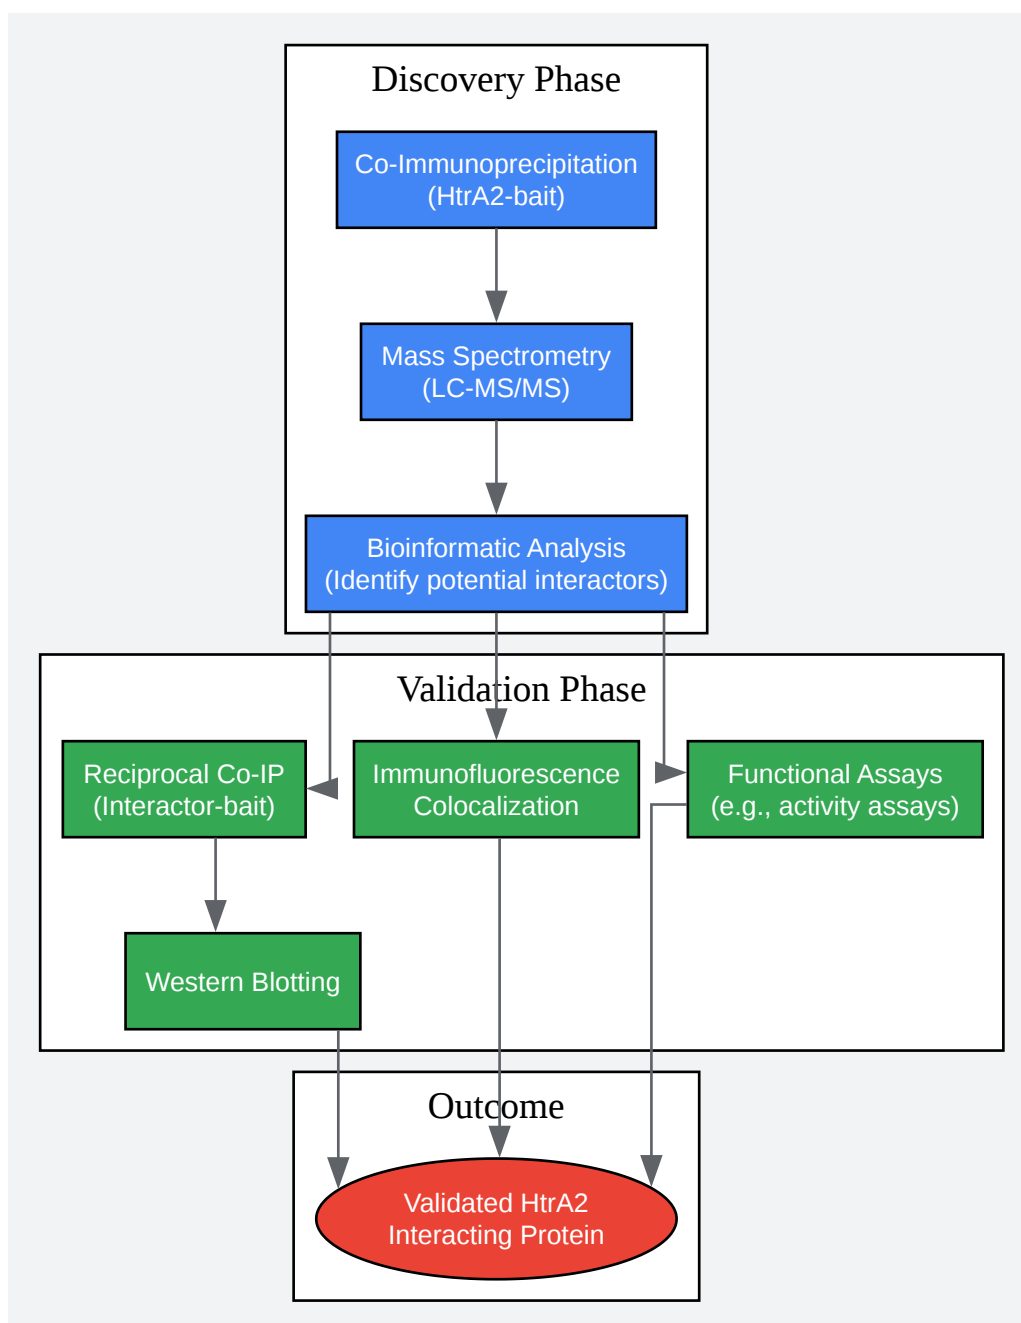 Discovery Phase
Co-Immunoprecipitation
(HtrA2-bait)
Mass Spectrometry
(LC-MS/MS)
Bioinformatic Analysis
(Identify potential interactors)
Validation Phase
Reciprocal Co-IP
(Interactor-bait)
Immunofluorescence
Colocalization
Functional Assays
(e.g., activity assays)
Western Blotting
Outcome
Validated HtrA2
Interacting Protein